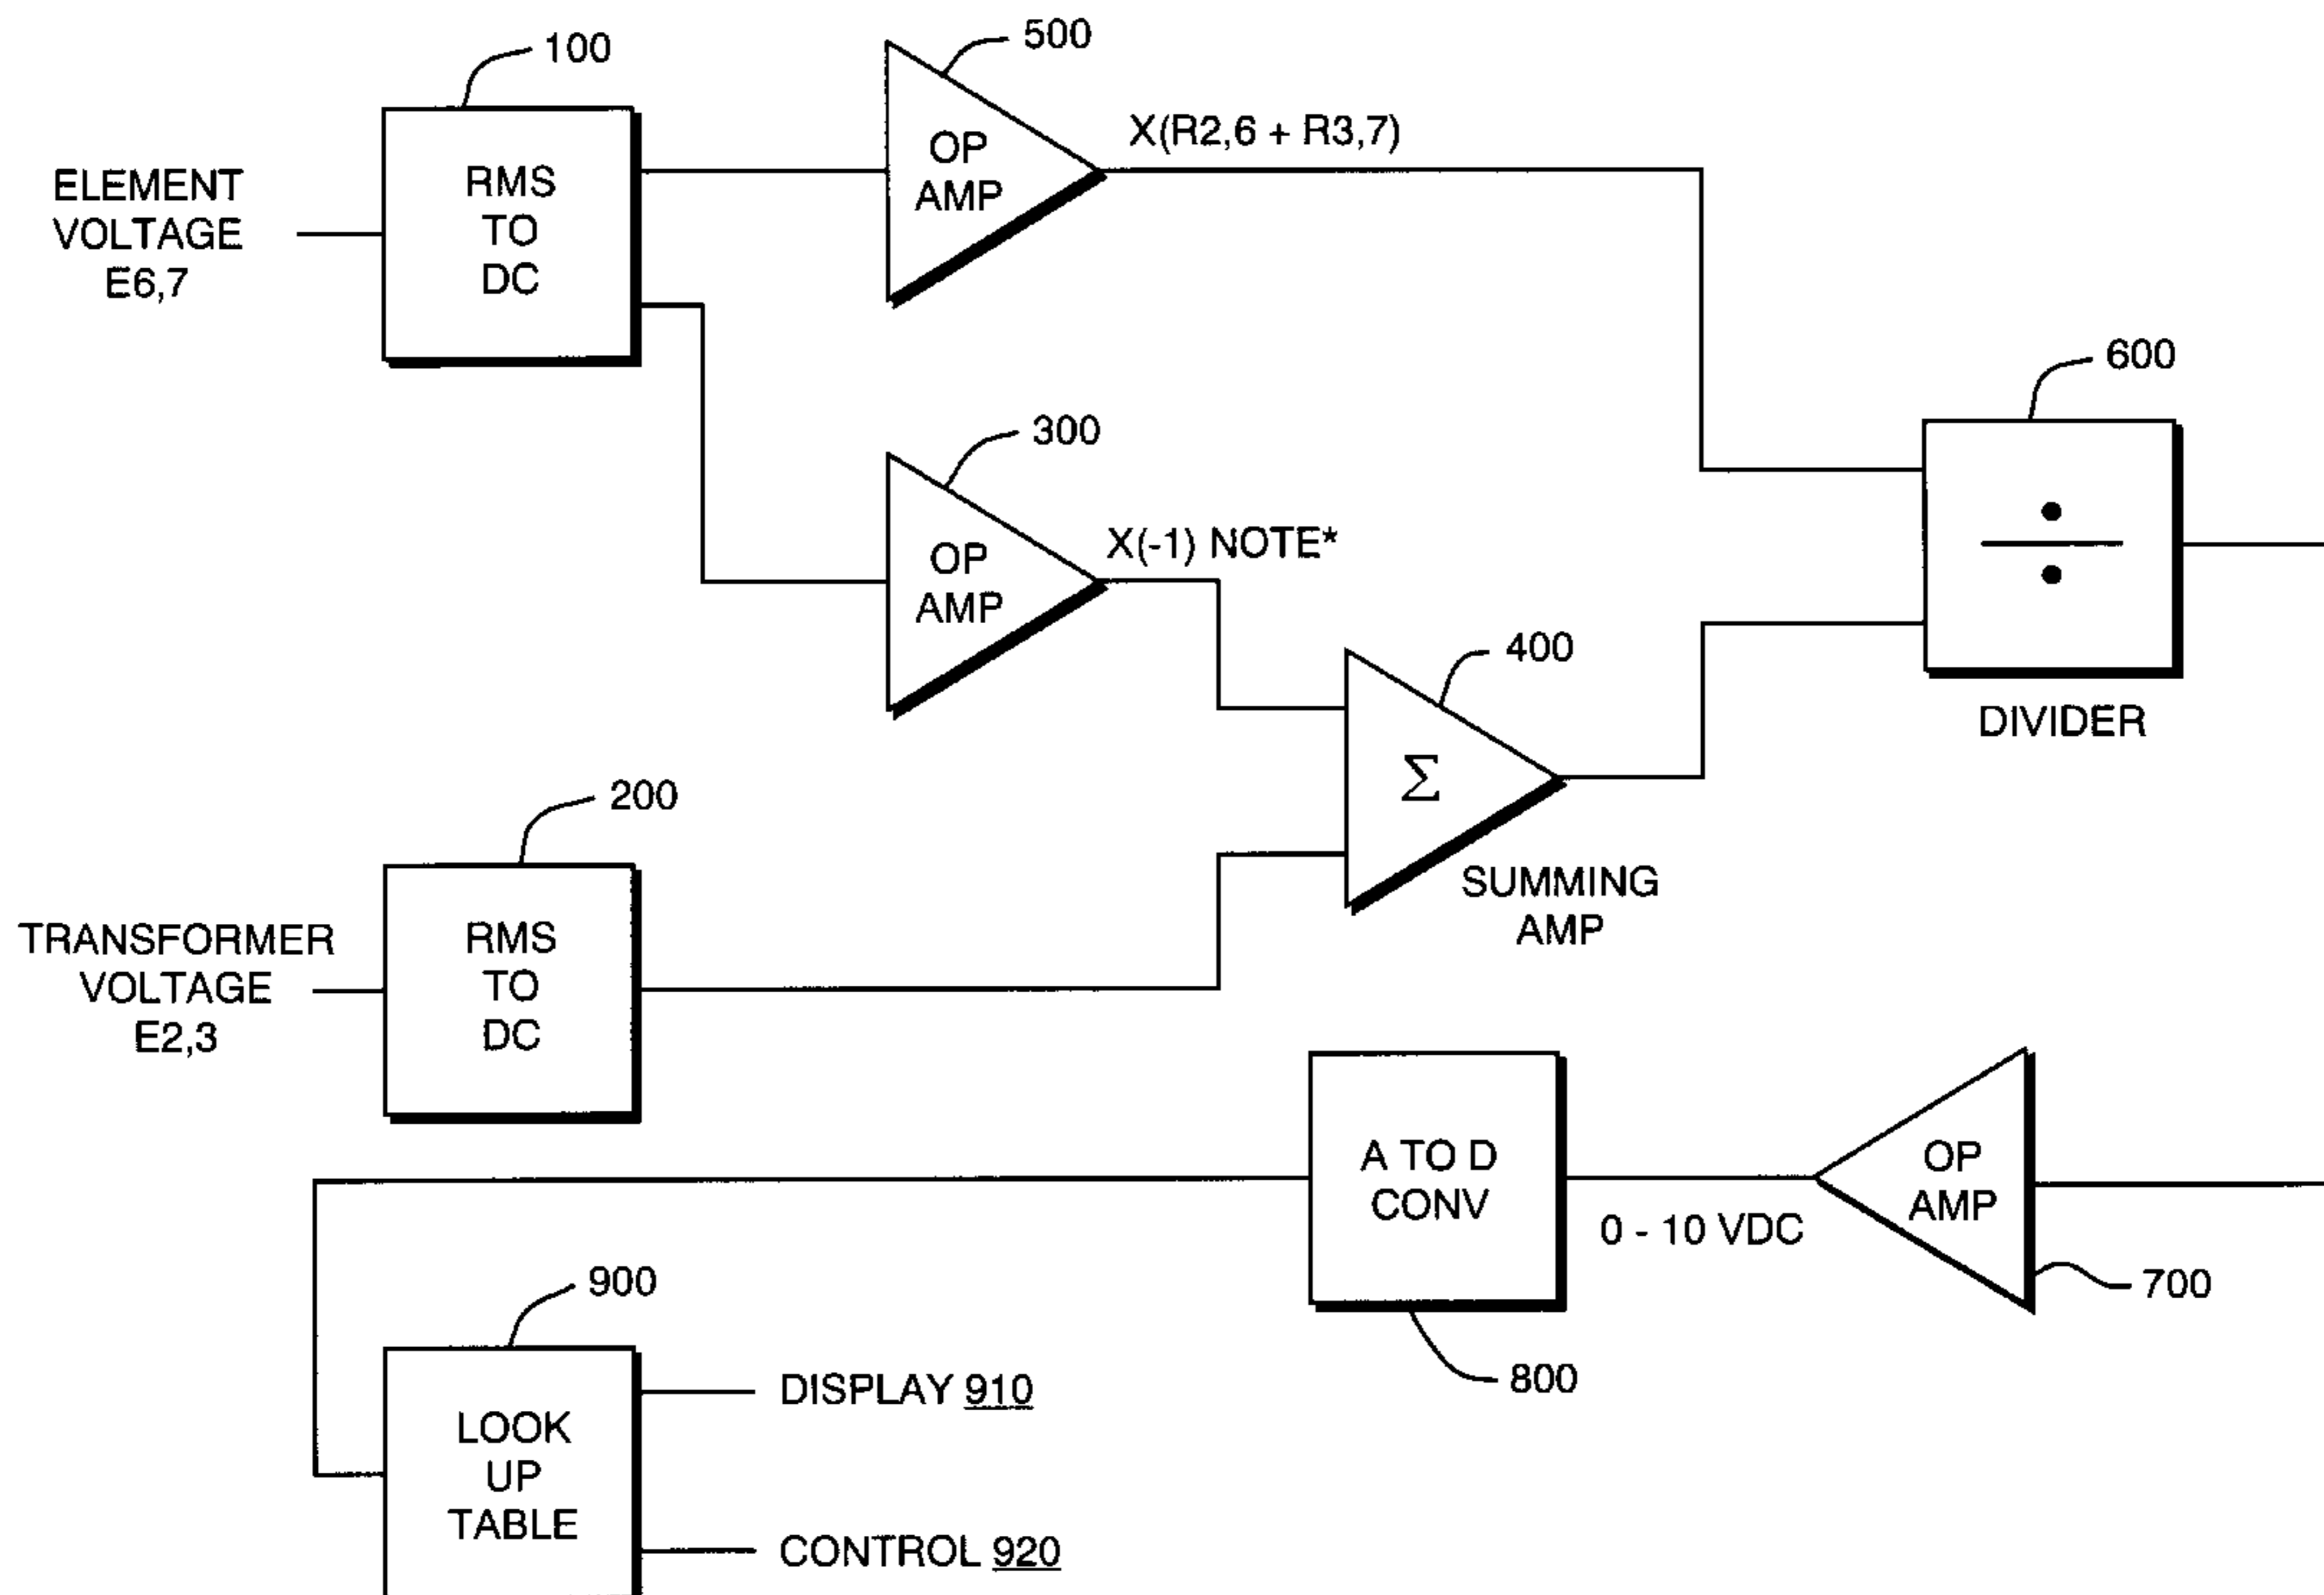 100
500
OP
AMP
X(R2,6 + R3,7)
ELEMENT
VOLTAGE
E6,7
RMS
TO
DC
600
DIVIDER
300
OP
AMP
X(-1) NOTE*
400
Σ
SUMMING
AMP
200
TRANSFORMER
VOLTAGE
E2,3
RMS
TO
DC
A TO D
CONV
800
0 - 10 VDC
OP
AMP
700
900
LOOK
UP
TABLE
DISPLAY 910
CONTROL 920